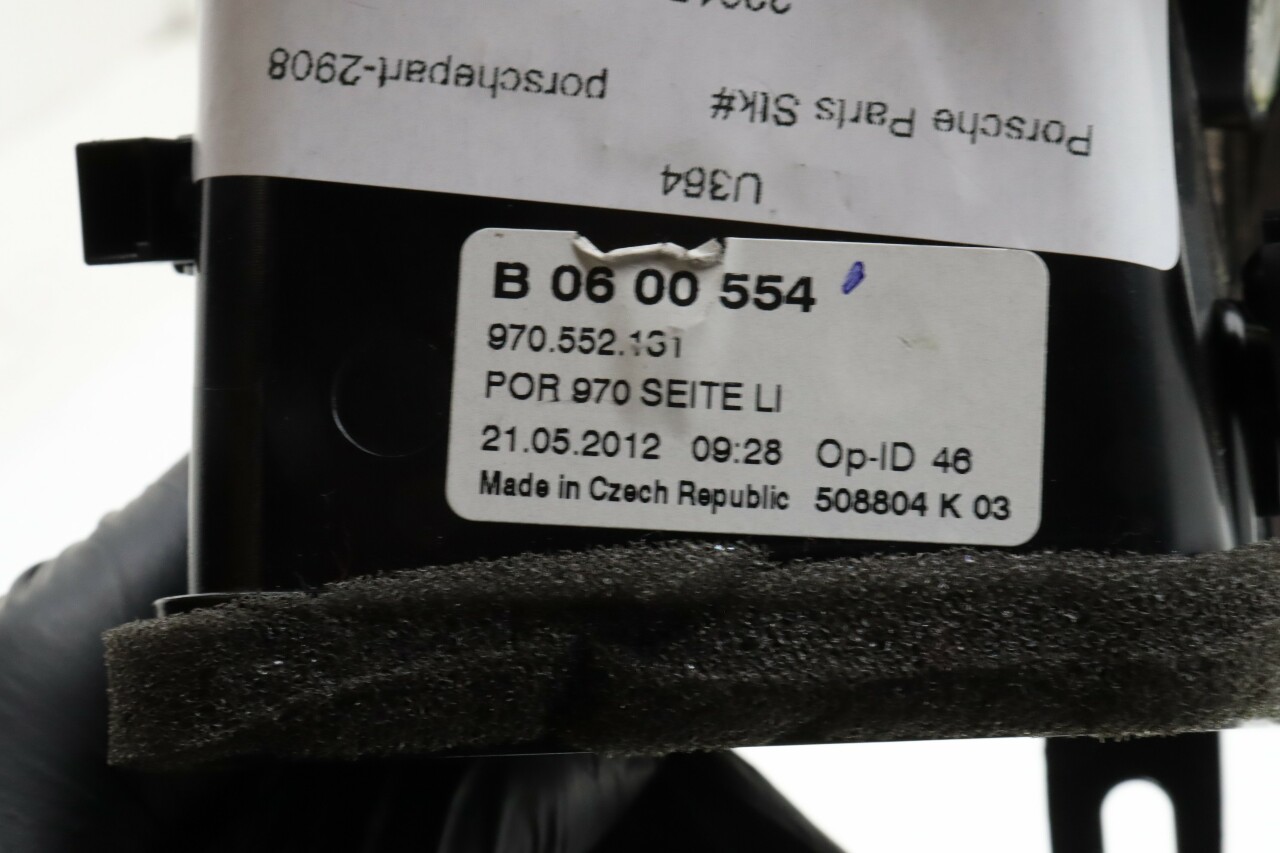 Porsche Parts Stk# porschepart-2908
U364
B 06 00 554
970.552.131
POR 970 SEITE LI
21.05.2012 09:28 Op-ID 46
Made in Czech Republic 508804 K 03